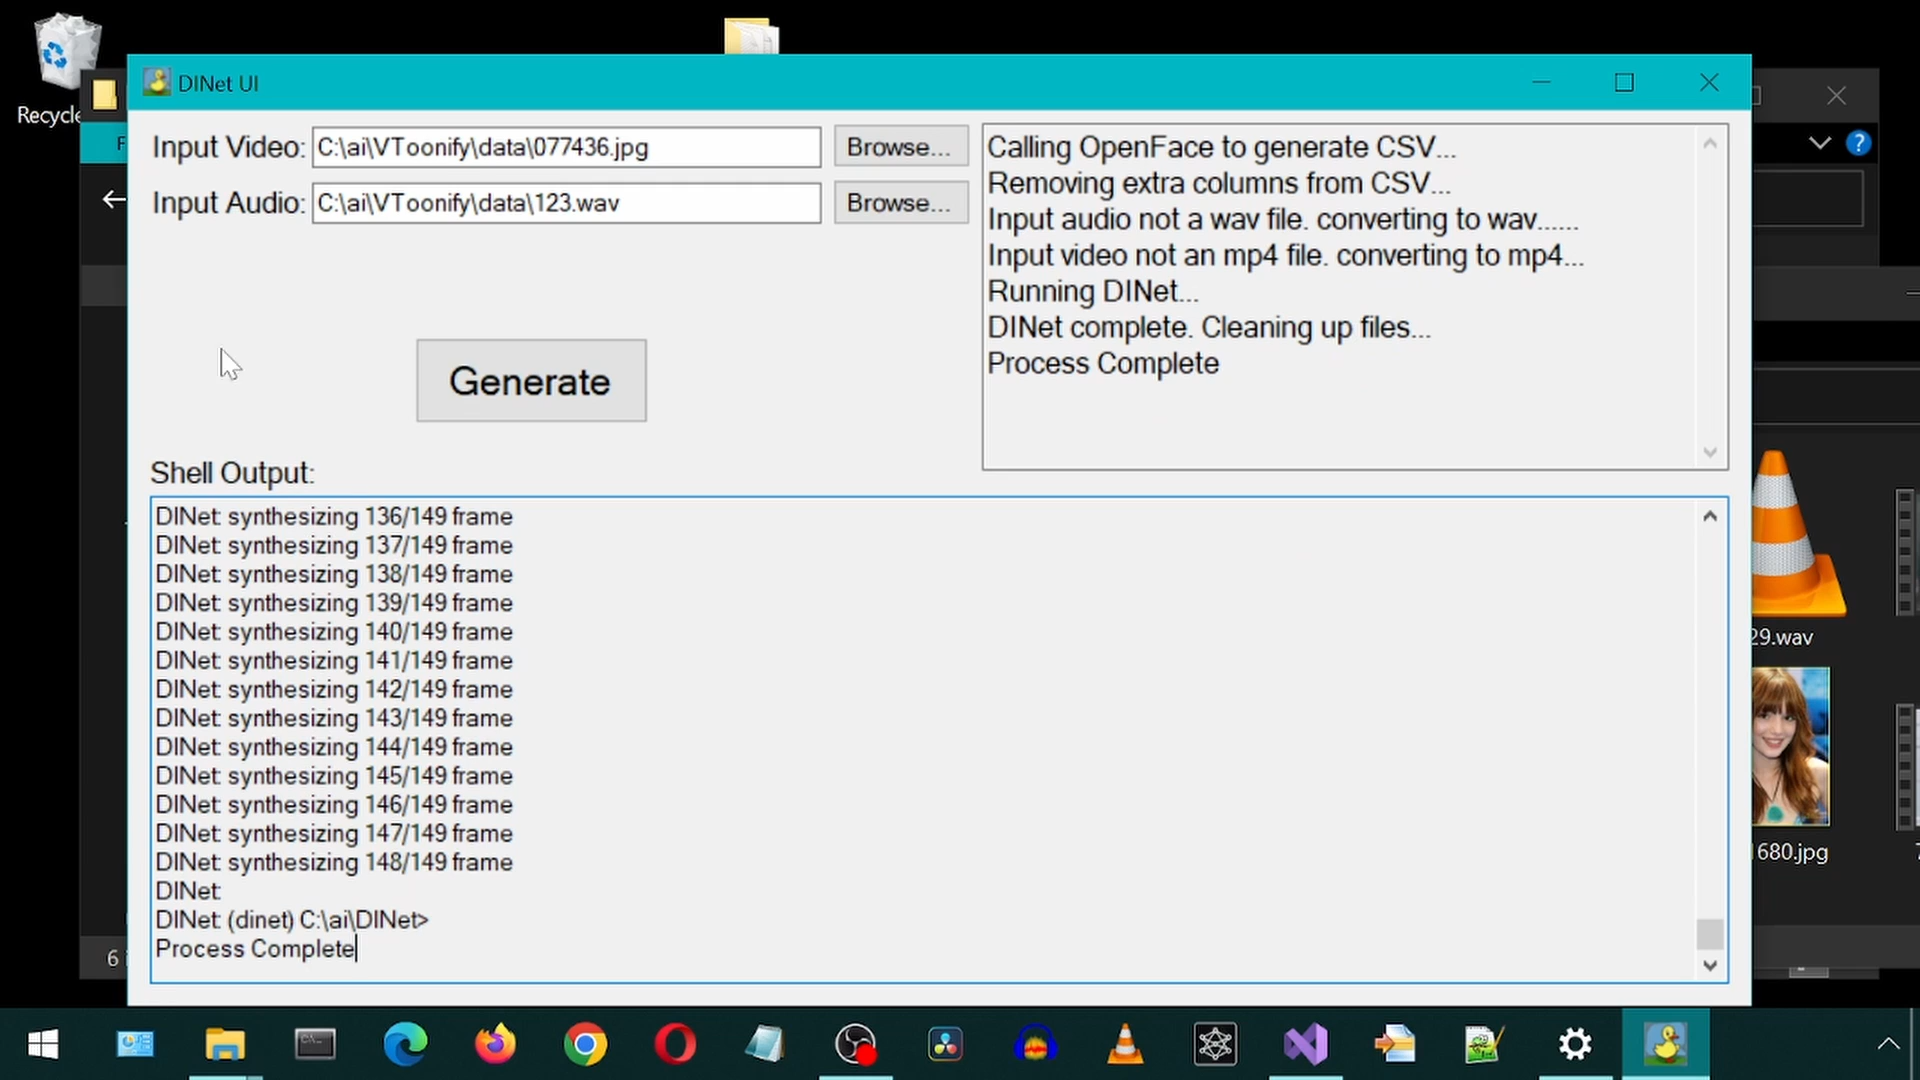 Recycle
DINet UI
F
Input Video: C:\ai\VToonify\data\077436.jpg Browse...
Input Audio: C:\ai\VToonify\data\123.wav Browse...
Generate
Calling OpenFace to generate CSV...
Removing extra columns from CSV...
Input audio not a wav file. converting to wav......
Input video not an mp4 file. converting to mp4...
Running DINet...
DINet complete. Cleaning up files...
Process Complete
Shell Output:
DINet: synthesizing 136/149 frame
DINet: synthesizing 137/149 frame
DINet: synthesizing 138/149 frame
DINet: synthesizing 139/149 frame
DINet: synthesizing 140/149 frame
DINet: synthesizing 141/149 frame
DINet: synthesizing 142/149 frame
DINet: synthesizing 143/149 frame
DINet: synthesizing 144/149 frame
DINet: synthesizing 145/149 frame
DINet: synthesizing 146/149 frame
DINet: synthesizing 147/149 frame
DINet: synthesizing 148/149 frame
DINet:
DINet: (dinet) C:\ai\DINet>
Process Complete
29.wav
1680.jpg
6